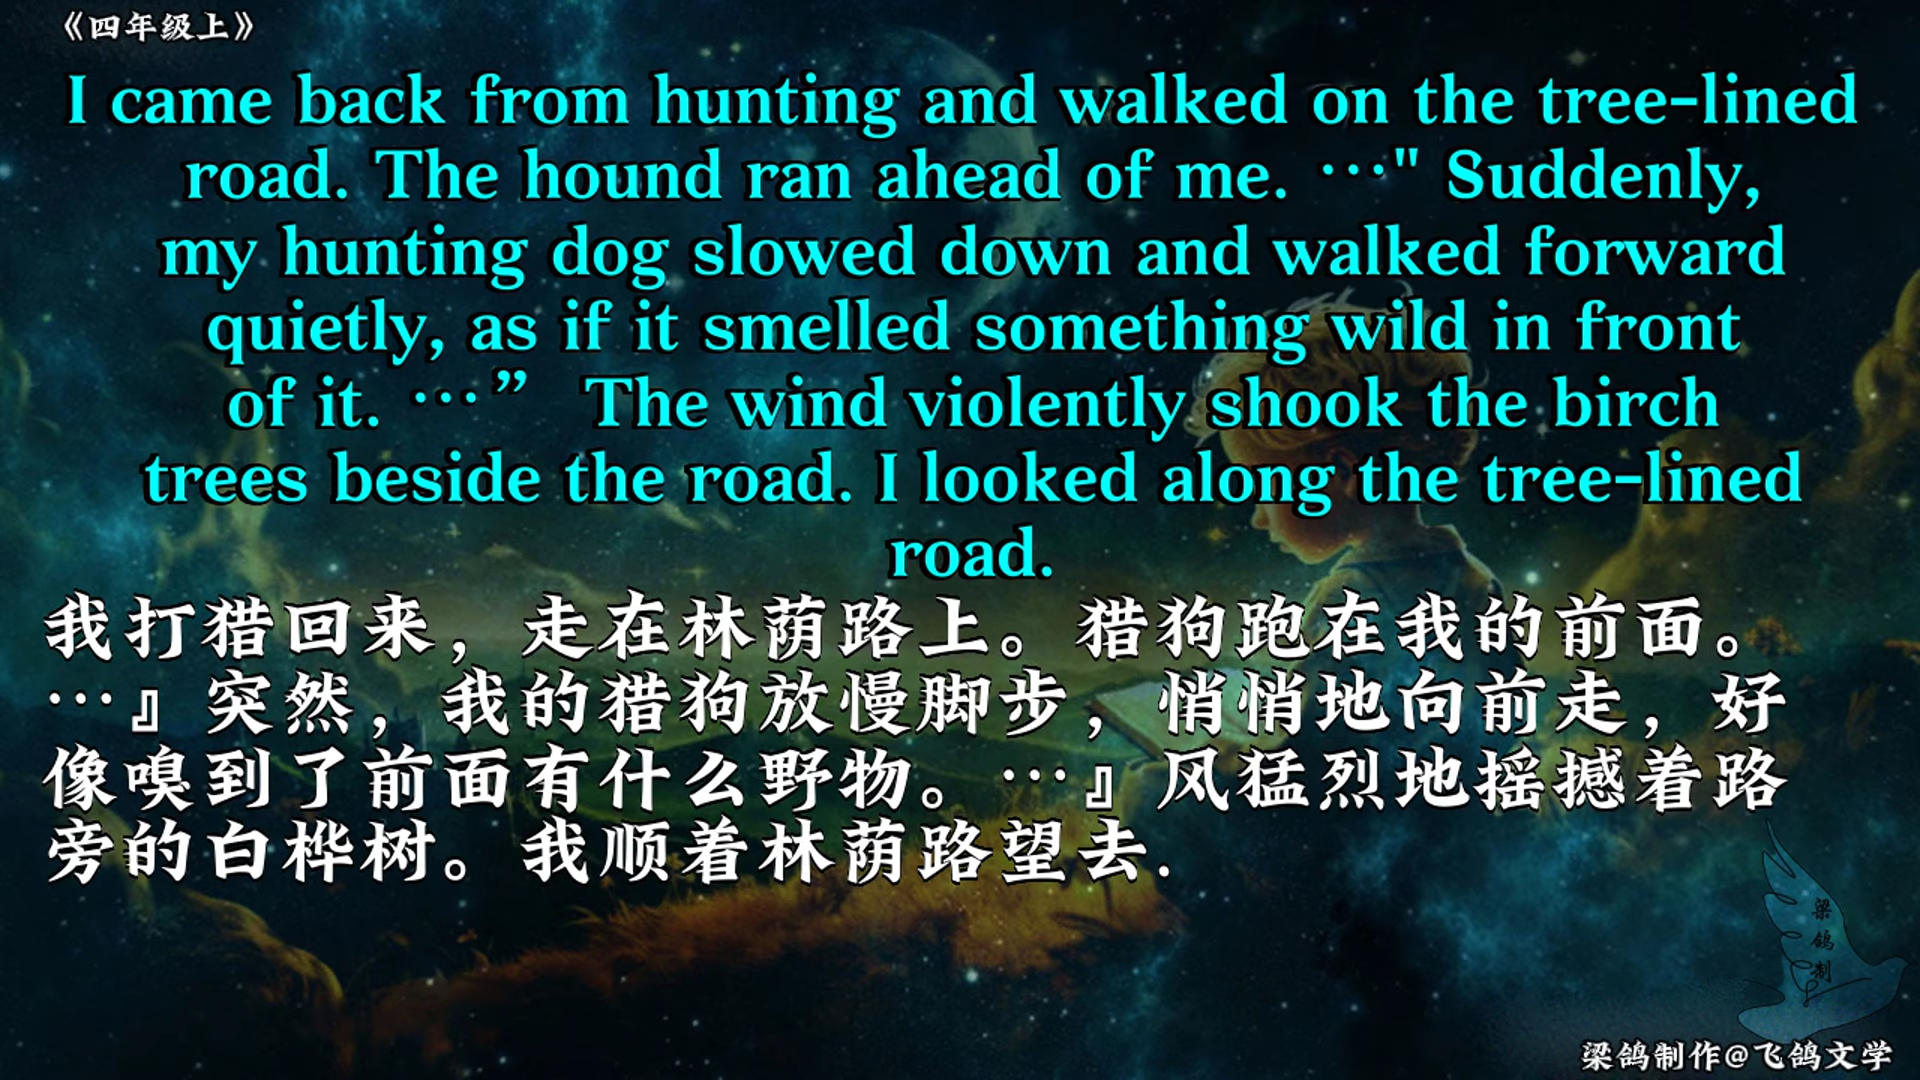 《四年级上》
I came back from hunting and walked on the tree-lined
road. The hound ran ahead of me. …" Suddenly,
my hunting dog slowed down and walked forward
quietly, as if it smelled something wild in front
of it. …” The wind violently shook the birch
trees beside the road. I looked along the tree-lined
road.
我打猎回来，走在林荫路上。猎狗跑在我的前面。
…』突然，我的猎狗放慢脚步，悄悄地向前走，好
像嗅到了前面有什么野物。…』风猛烈地摇撼着路
旁的白桦树。我顺着林荫路望去.
梁
鸽
制
梁鸽制作@飞鸽文学